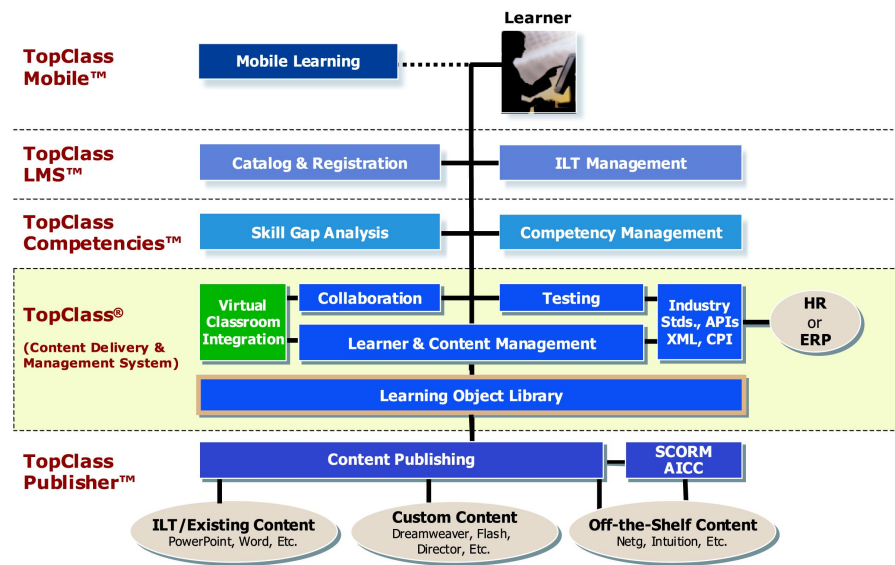 Learner
TopClass
Mobile™
Mobile Learning
TopClass
LMS™
Catalog & Registration
ILT Management
TopClass
Competencies™
Skill Gap Analysis
Competency Management
TopClass®
(Content Delivery &
Management System)
Virtual
Classroom
Integration
Collaboration
Testing
Learner & Content Management
Industry
Stds., APIs
XML, CPI
HR
or
ERP
Learning Object Library
TopClass
Publisher™
Content Publishing
SCORM
AICC
ILT/Existing Content
PowerPoint, Word, Etc.
Custom Content
Dreamweaver, Flash,
Director, Etc.
Off-the-Shelf Content
Netg, Intuition, Etc.